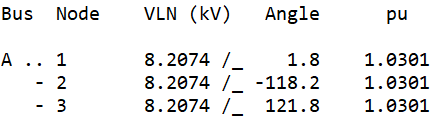 Bus  Node    VLN (kV)   Angle      pu
A .. 1      8.2074 /_    1.8    1.0301
   - 2      8.2074 /_ -118.2    1.0301
   - 3      8.2074 /_  121.8    1.0301